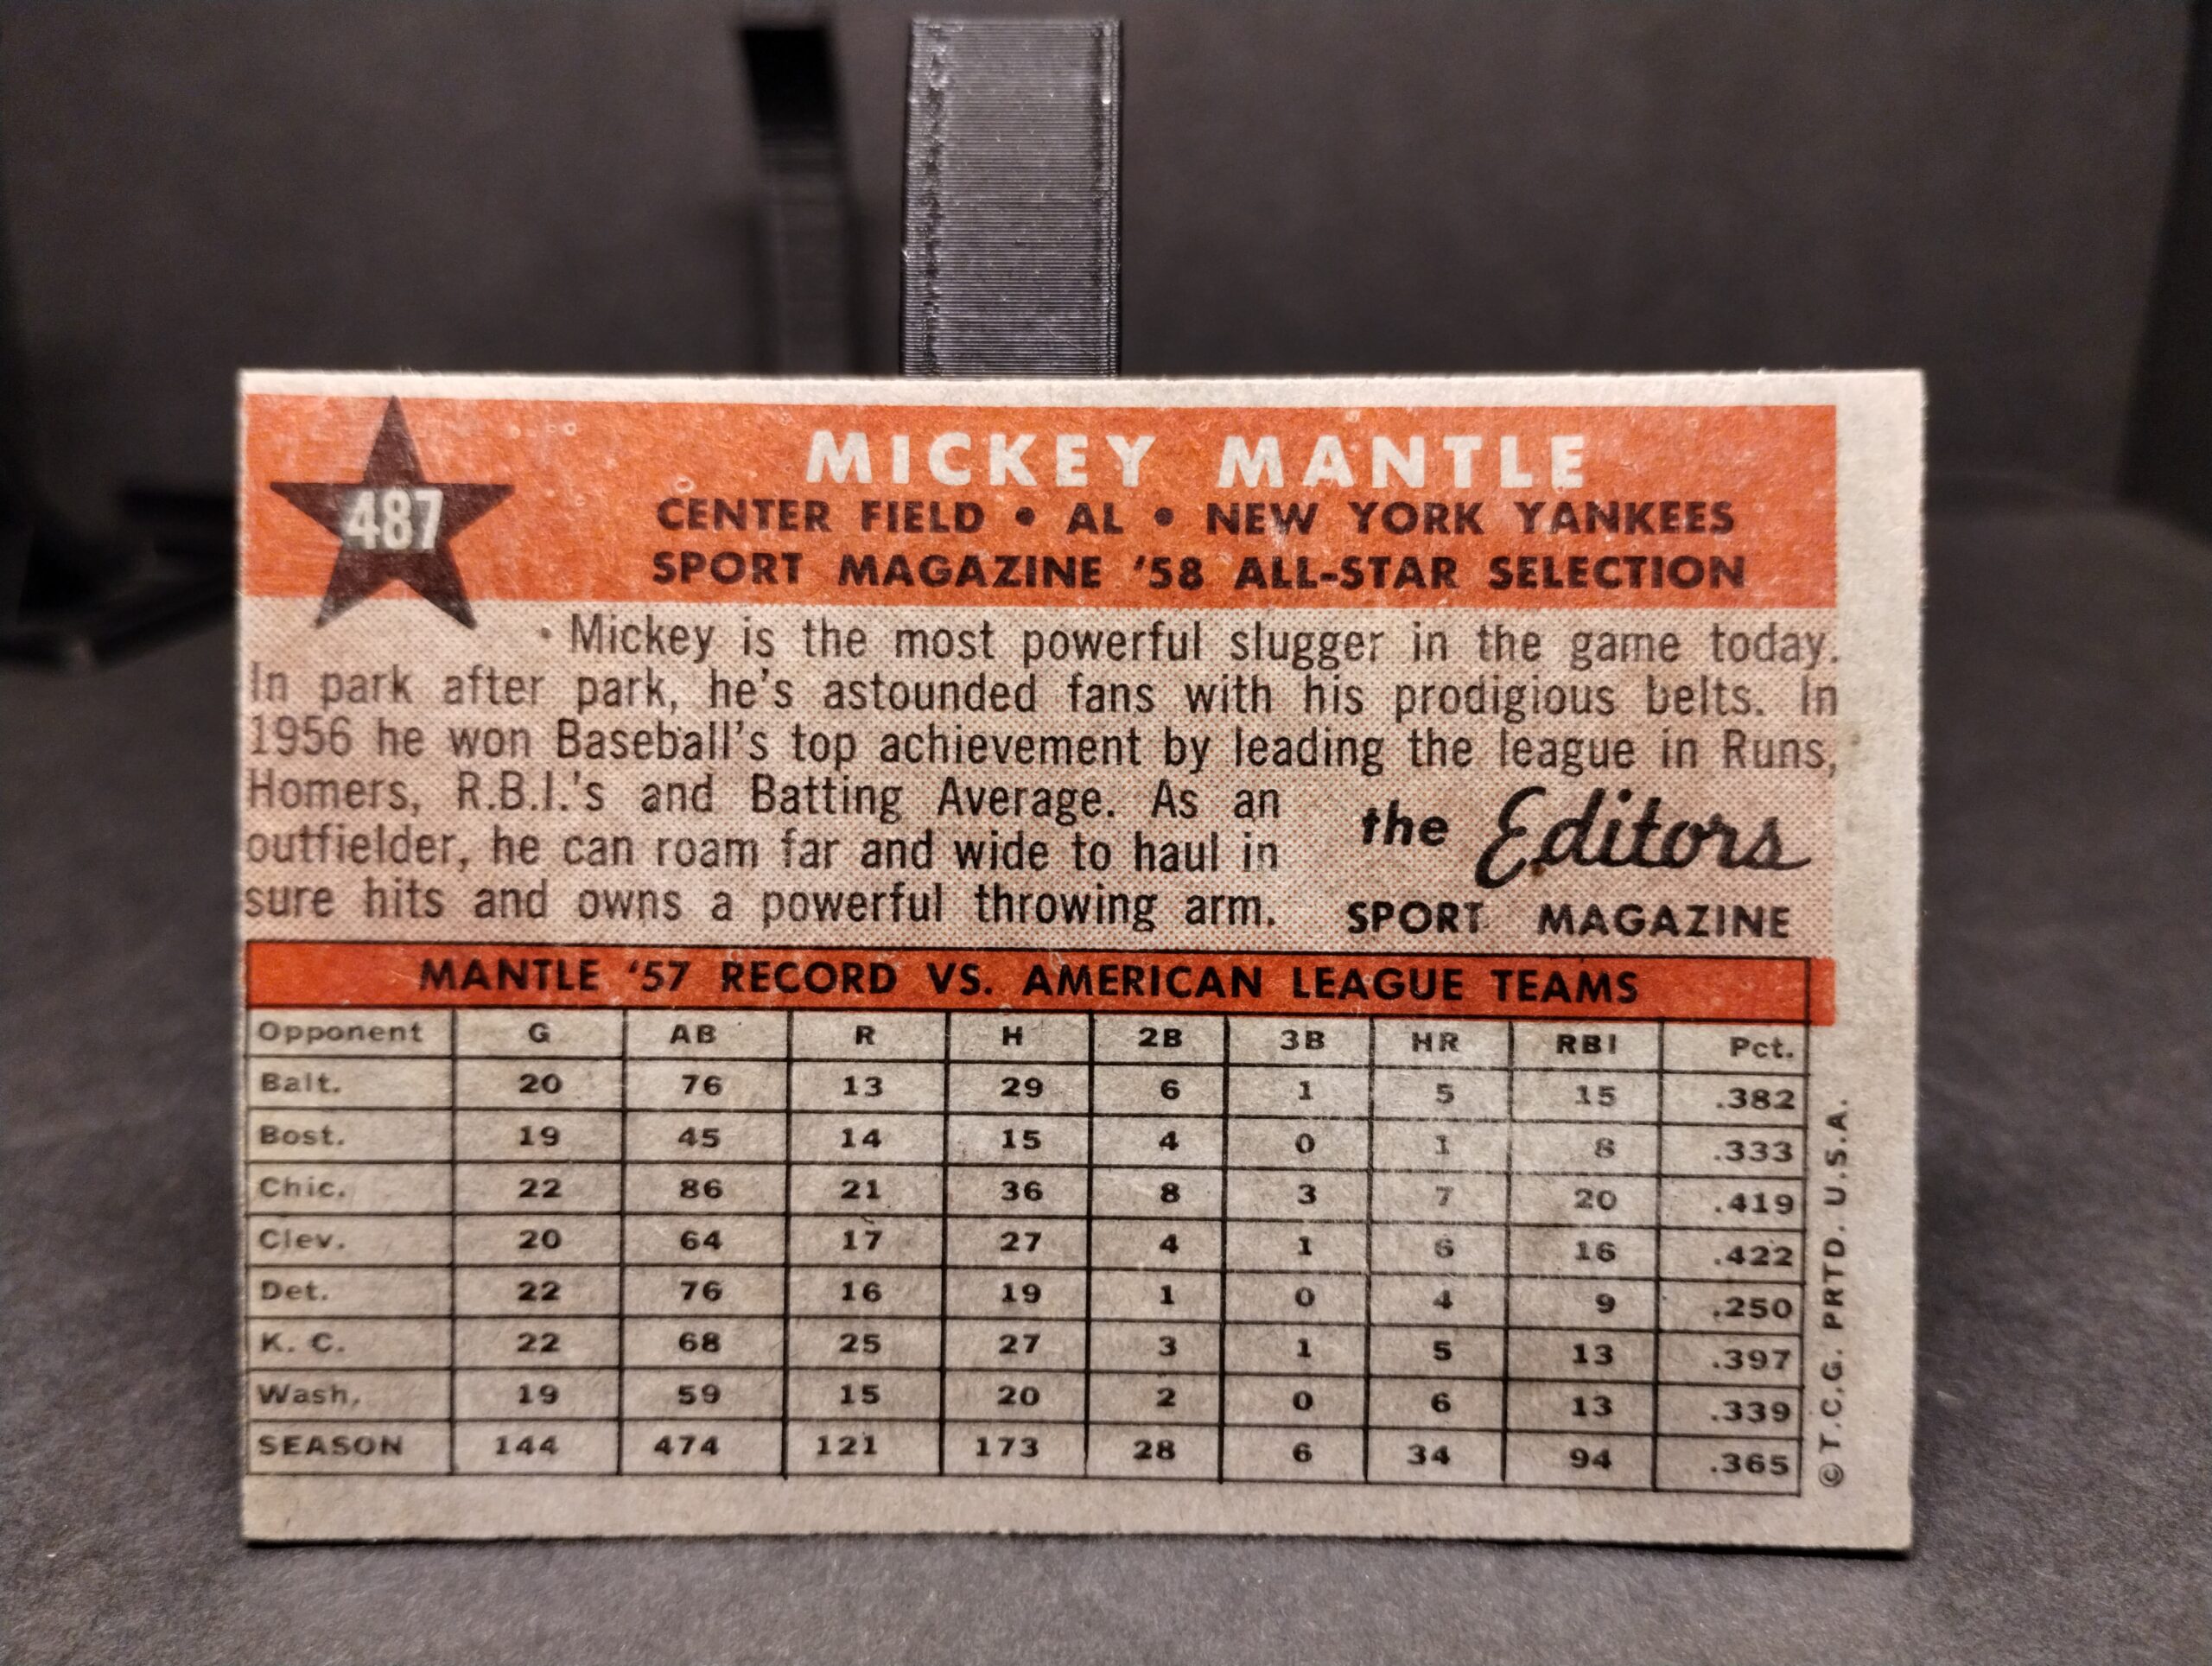 MICKEY MANTLE
487
CENTER FIELD • AL • NEW YORK YANKEES
SPORT MAGAZINE '58 ALL-STAR SELECTION
• Mickey is the most powerful slugger in the game today.
In park after park, he's astounded fans with his prodigious belts. In
1956 he won Baseball's top achievement by leading the league in Runs,
Homers, R.B.I.'s and Batting Average. As an
outfielder, he can roam far and wide to haul in
sure hits and owns a powerful throwing arm.
the Editors
SPORT MAGAZINE
MANTLE '57 RECORD VS. AMERICAN LEAGUE TEAMS
Opponent G AB R H 2B 3B HR RBI Pct.
Balt. 20 76 13 29 6 1 5 15 .382
Bost. 19 45 14 15 4 0 1 8 .333
Chic. 22 86 21 36 8 3 7 20 .419
Clev. 20 64 17 27 4 1 6 16 .422
Det. 22 76 16 19 1 0 4 9 .250
K. C. 22 68 25 27 3 1 5 13 .397
Wash. 19 59 15 20 2 0 6 13 .339
SEASON 144 474 121 173 28 6 34 94 .365
© T.C.G. PRTD. U.S.A.